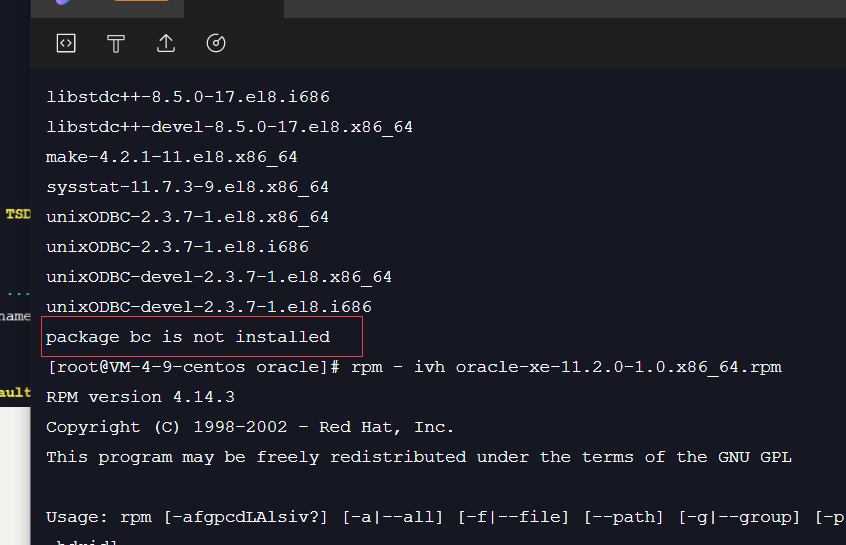 libstdc++-8.5.0-17.el8.i686
libstdc++-devel-8.5.0-17.el8.x86_64
make-4.2.1-11.el8.x86_64
sysstat-11.7.3-9.el8.x86_64
unixODBC-2.3.7-1.el8.x86_64
unixODBC-2.3.7-1.el8.i686
unixODBC-devel-2.3.7-1.el8.x86_64
unixODBC-devel-2.3.7-1.el8.i686
package bc is not installed
[root@VM-4-9-centos oracle]# rpm - ivh oracle-xe-11.2.0-1.0.x86_64.rpm
RPM version 4.14.3
Copyright (C) 1998-2002 - Red Hat, Inc.
This program may be freely redistributed under the terms of the GNU GPL
Usage: rpm [-afgpcdLAlsiv?] [-a|--all] [-f|--file] [--path] [-g|--group] [-p
TSD
...
name
ault